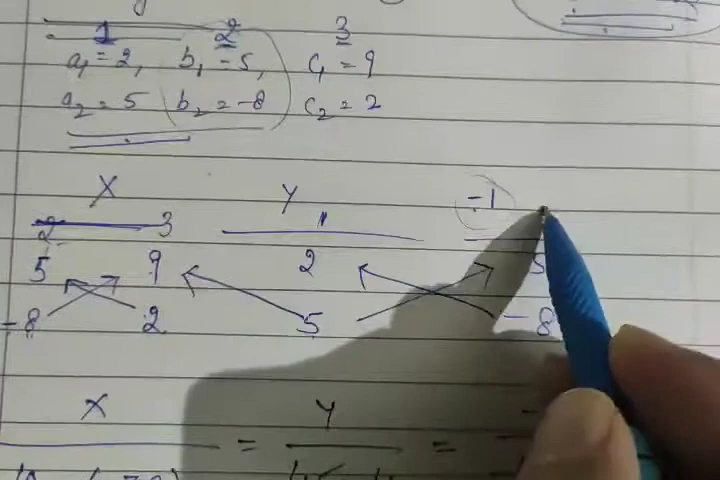 1 2 3
a₁ = 2, b₁ = 5, c₁ = 9
a₂ = 5 b₂ = -8 c₂ = 2
X Y -1
2 3 1
5 9 2 5
-8 2 5 -8
X Y
= =